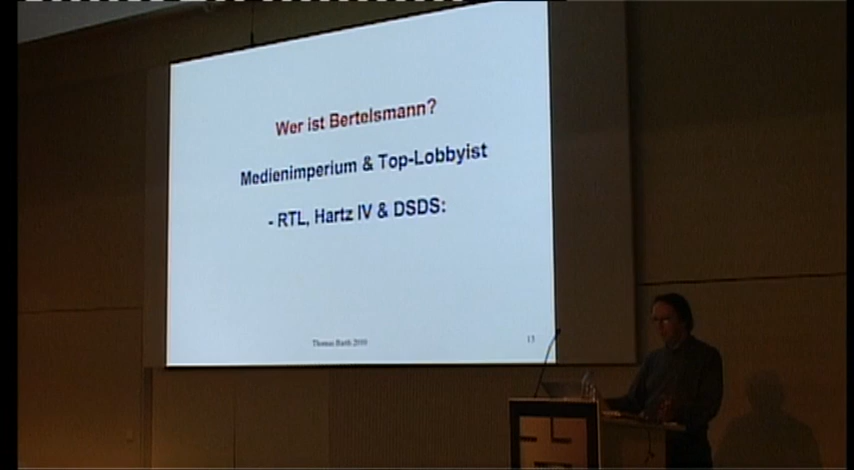 Wer ist Bertelsmann?
Medienimperium & Top-Lobbyist
- RTL, Hartz IV & DSDS:
Thomas Barth 2010
13